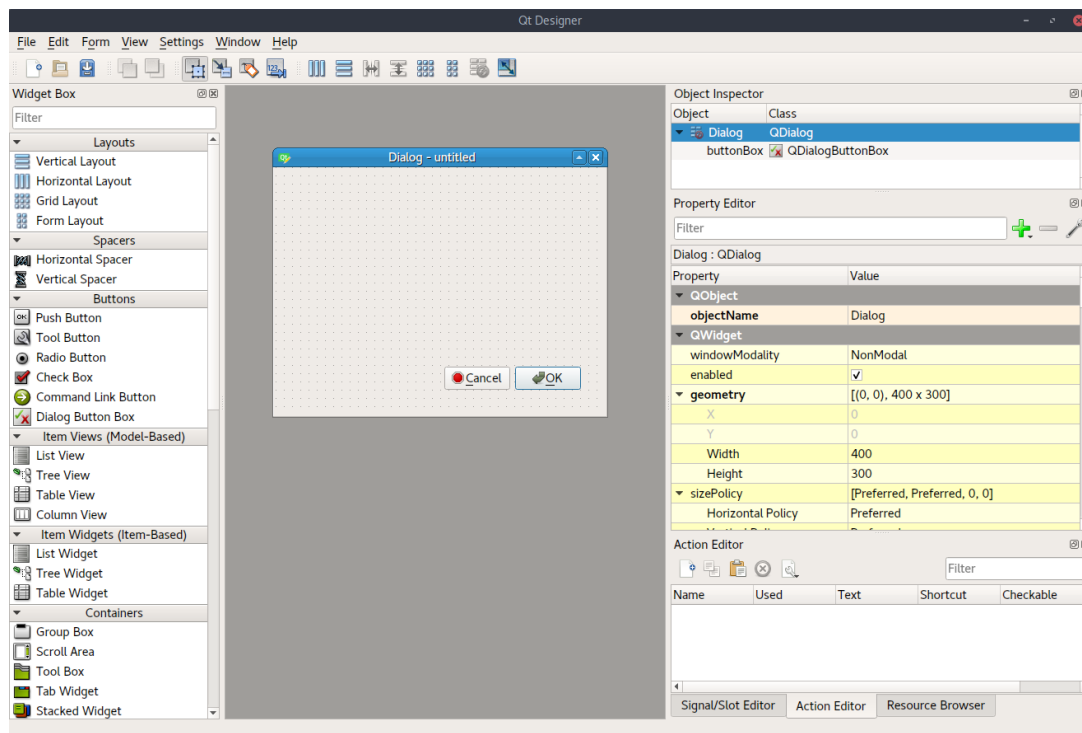 Qt Designer
File Edit Form View Settings Window Help
Widget Box
Filter
Layouts
Vertical Layout
Horizontal Layout
Grid Layout
Form Layout
Spacers
Horizontal Spacer
Vertical Spacer
Buttons
Push Button
Tool Button
Radio Button
Check Box
Command Link Button
Dialog Button Box
Item Views (Model-Based)
List View
Tree View
Table View
Column View
Item Widgets (Item-Based)
List Widget
Tree Widget
Table Widget
Containers
Group Box
Scroll Area
Tool Box
Tab Widget
Stacked Widget
Dialog - untitled
Cancel OK
Object Inspector
Object Class
Dialog QDialog
buttonBox QDialogButtonBox
Property Editor
Filter
Dialog : QDialog
Property Value
QObject
objectName Dialog
QWidget
windowModality NonModal
enabled
geometry [(0, 0), 400 x 300]
X 0
Y 0
Width 400
Height 300
sizePolicy [Preferred, Preferred, 0, 0]
Horizontal Policy Preferred
Action Editor
Filter
Name Used Text Shortcut Checkable
Signal/Slot Editor Action Editor Resource Browser